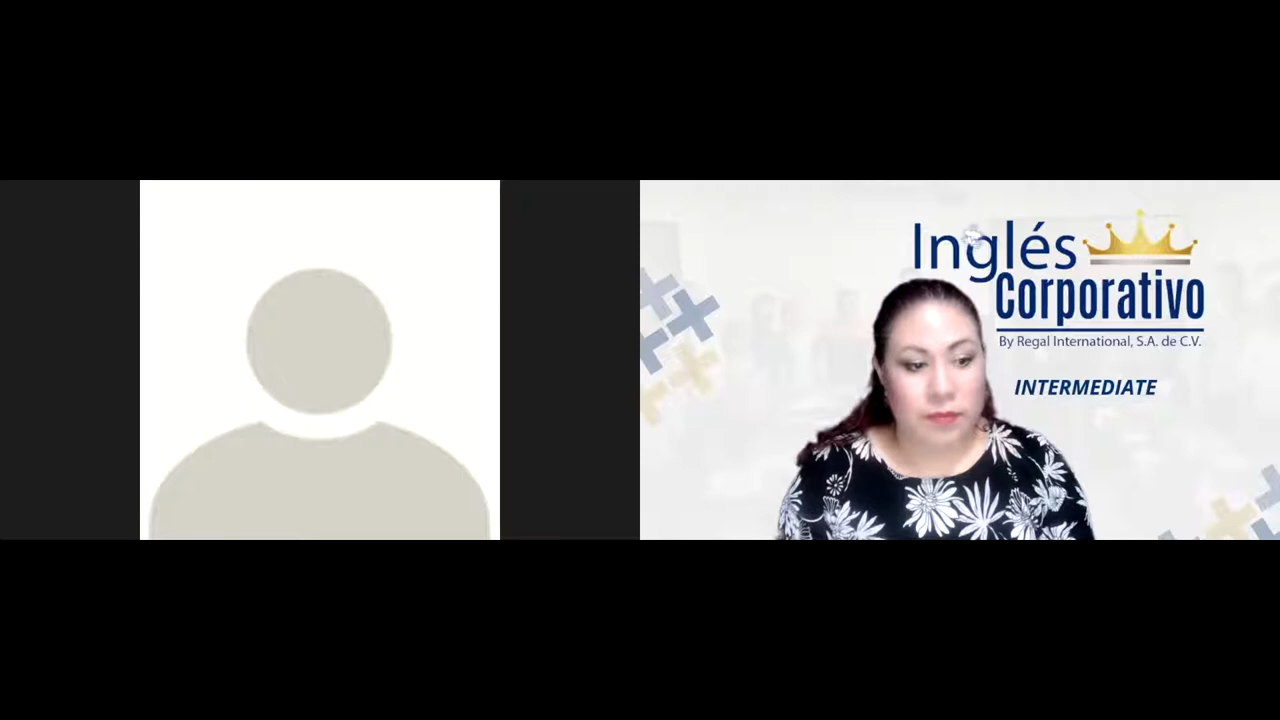 Inglés
Corporativo
By Regal International, S.A. de C.V.
INTERMEDIATE